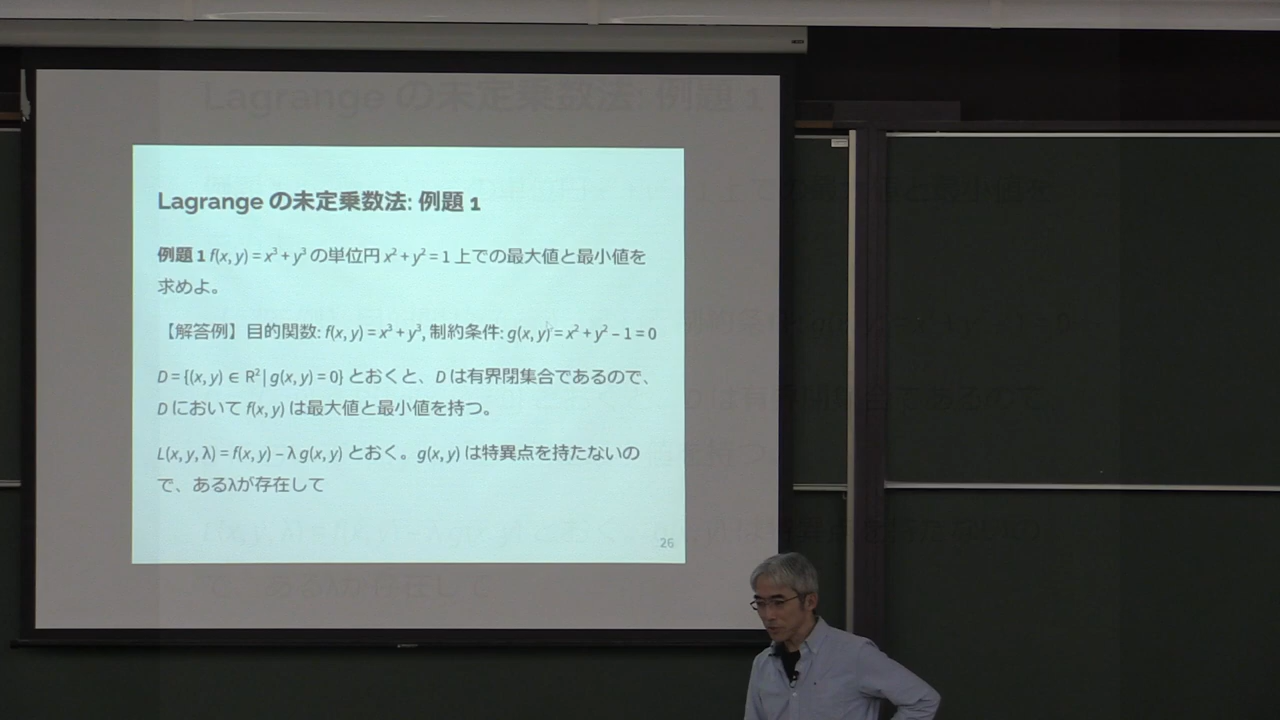 Lagrange の未定乗数法: 例題 1
例題 1 f(x, y) = x³ + y³ の単位円 x² + y² = 1 上での最大値と最小値を
求めよ。
【解答例】目的関数: f(x, y) = x³ + y³, 制約条件: g(x, y) = x² + y² − 1 = 0
D = {(x, y) ∈ R² | g(x, y) = 0} とおくと、D は有界閉集合であるので、
D において f(x, y) は最大値と最小値を持つ。
L(x, y, λ) = f(x, y) − λ g(x, y) とおく。g(x, y) は特異点を持たないの
で、あるλが存在して
26